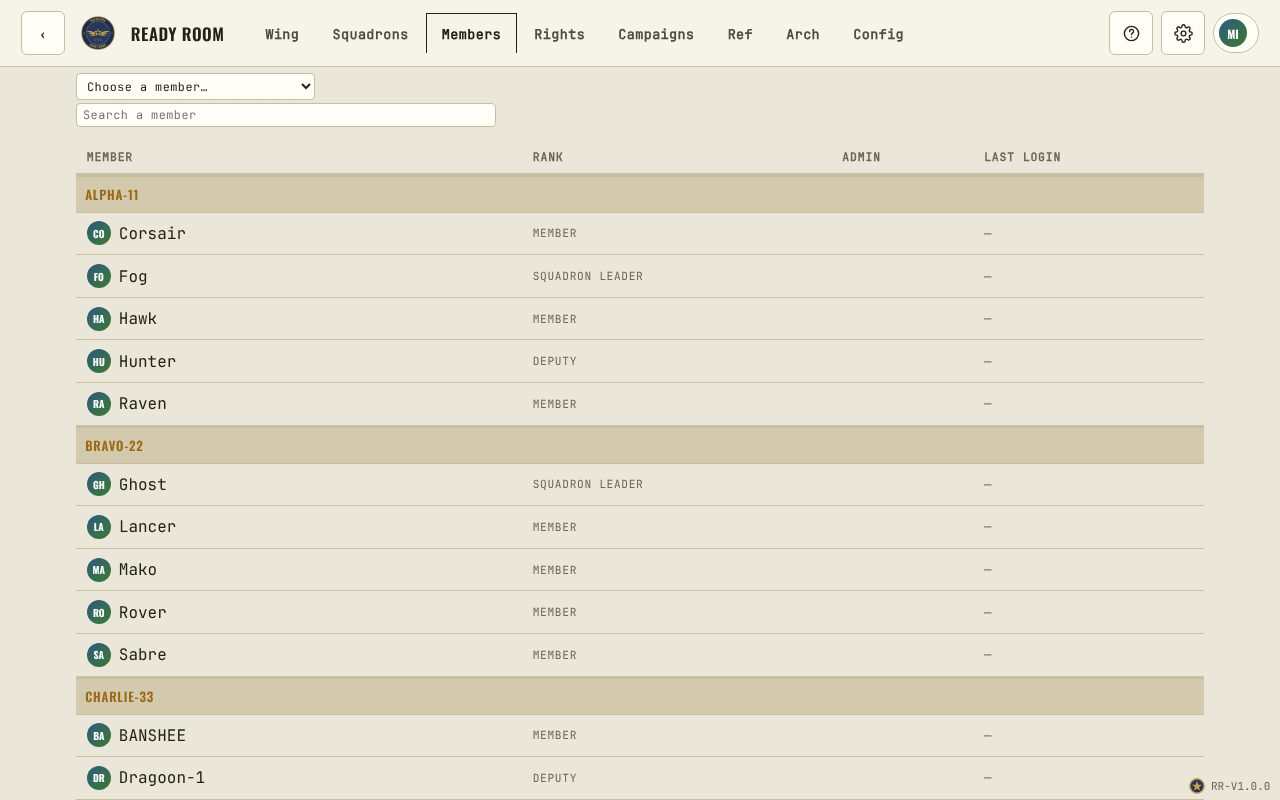 ‹ READY ROOM Wing Squadrons Members Rights Campaigns Ref Arch Config MI
Choose a member…
Search a member
MEMBER RANK ADMIN LAST LOGIN
ALPHA-11
CO Corsair MEMBER —
FO Fog SQUADRON LEADER —
HA Hawk MEMBER —
HU Hunter DEPUTY —
RA Raven MEMBER —
BRAVO-22
GH Ghost SQUADRON LEADER —
LA Lancer MEMBER —
MA Mako MEMBER —
RO Rover MEMBER —
SA Sabre MEMBER —
CHARLIE-33
BA BANSHEE MEMBER —
DR Dragoon-1 DEPUTY —
RR-V1.0.0